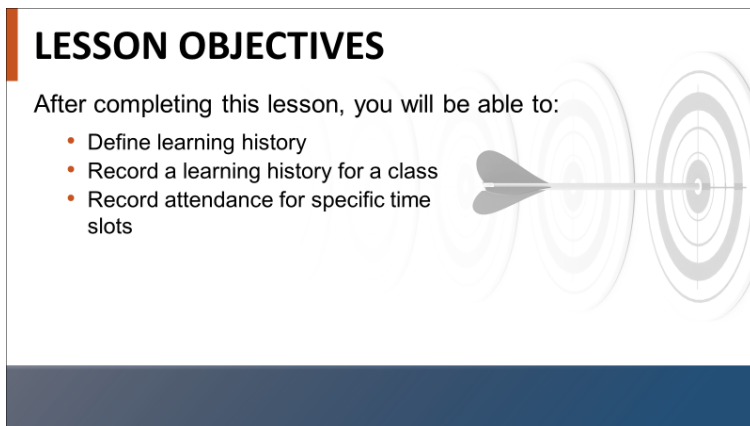 LESSON OBJECTIVES
After completing this lesson, you will be able to:
• Define learning history
• Record a learning history for a class
• Record attendance for specific time
slots